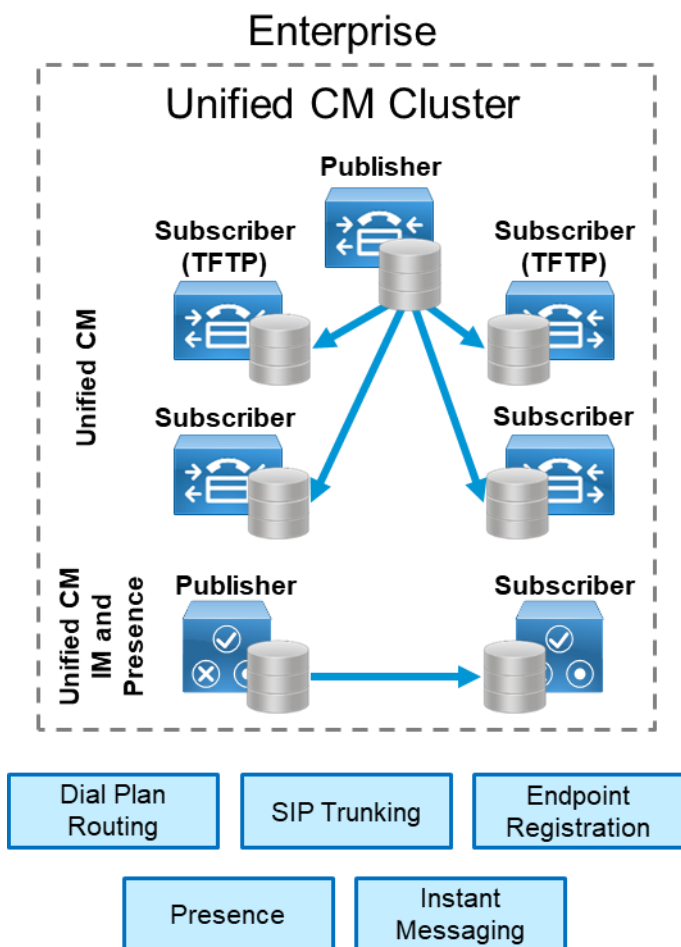 Enterprise
Unified CM Cluster
Publisher
Subscriber
(TFTP)
Subscriber
(TFTP)
Unified CM
Subscriber
Subscriber
Unified CM
IM and
Presence
Publisher
Subscriber
Dial Plan
Routing
SIP Trunking
Endpoint
Registration
Presence
Instant
Messaging